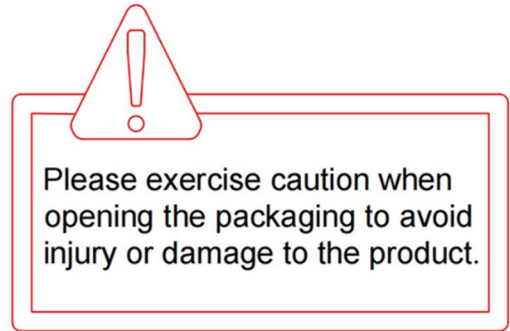 Please exercise caution when
opening the packaging to avoid
injury or damage to the product.